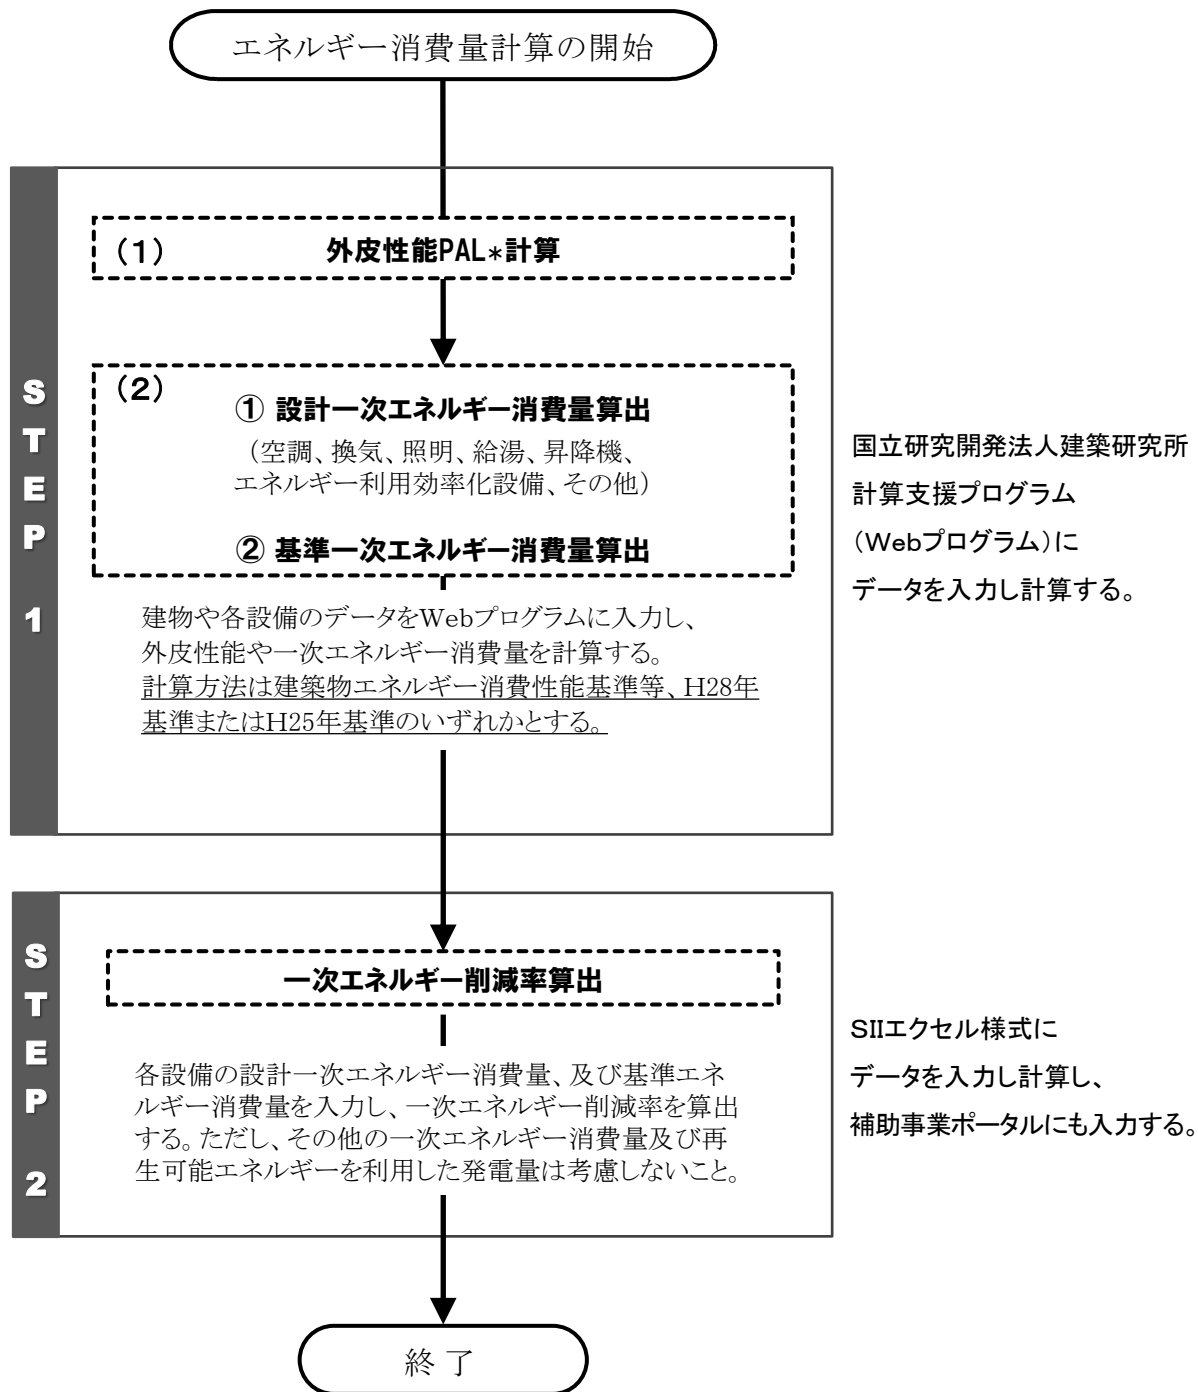 エネルギー消費量計算の開始
STEP 1
(1) 外皮性能PAL*計算
(2)
① 設計一次エネルギー消費量算出
(空調、換気、照明、給湯、昇降機、
エネルギー利用効率化設備、その他)
② 基準一次エネルギー消費量算出
建物や各設備のデータをWebプログラムに入力し、
外皮性能や一次エネルギー消費量を計算する。
計算方法は建築物エネルギー消費性能基準等、H28年
基準またはH25年基準のいずれかとする。
国立研究開発法人建築研究所
計算支援プログラム
(Webプログラム)に
データを入力し計算する。
STEP 2
一次エネルギー削減率算出
各設備の設計一次エネルギー消費量、及び基準エネ
ルギー消費量を入力し、一次エネルギー削減率を算出
する。ただし、その他の一次エネルギー消費量及び再
生可能エネルギーを利用した発電量は考慮しないこと。
SIIエクセル様式に
データを入力し計算し、
補助事業ポータルにも入力する。
終 了